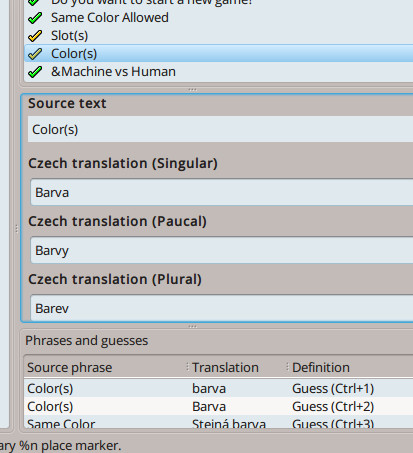 Do you want to start a new game?
Same Color Allowed
Slot(s)
Color(s)
&Machine vs Human
Source text
Color(s)
Czech translation (Singular)
Barva
Czech translation (Paucal)
Barvy
Czech translation (Plural)
Barev
Phrases and guesses
Source phrase Translation Definition
Color(s) barva Guess (Ctrl+1)
Color(s) Barva Guess (Ctrl+2)
Same Color Stejná barva Guess (Ctrl+3)
ary %n place marker.